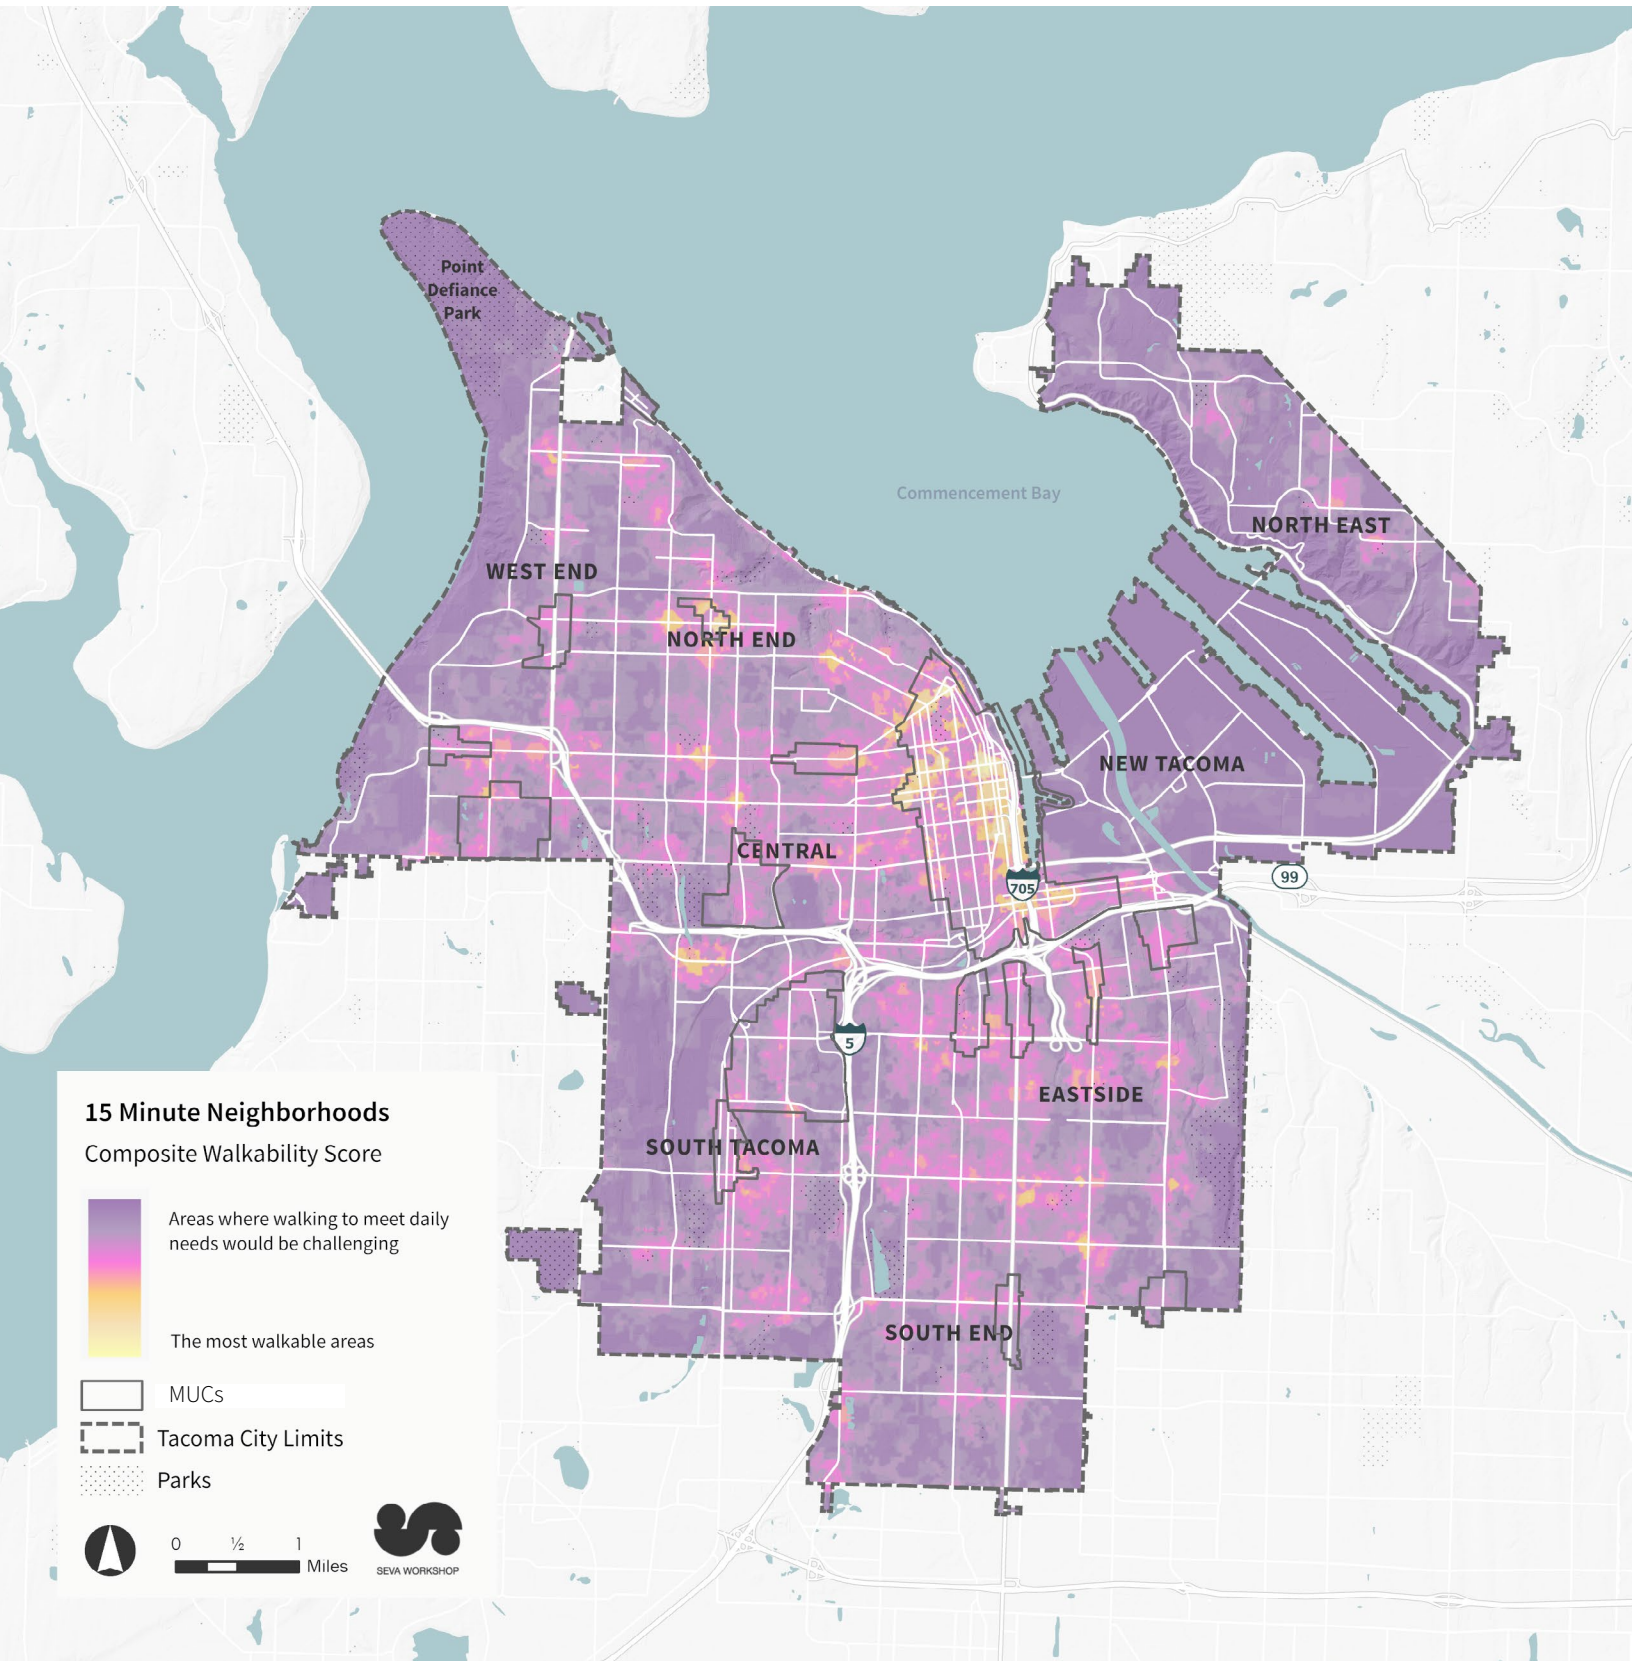 Point
Defiance
Park
Commencement Bay
NORTH EAST
WEST END
NORTH END
NEW TACOMA
CENTRAL
705
99
5
EASTSIDE
SOUTH TACOMA
SOUTH END
15 Minute Neighborhoods
Composite Walkability Score
Areas where walking to meet daily
needs would be challenging
The most walkable areas
MUCs
Tacoma City Limits
Parks
0 ½ 1
Miles
SEVA WORKSHOP